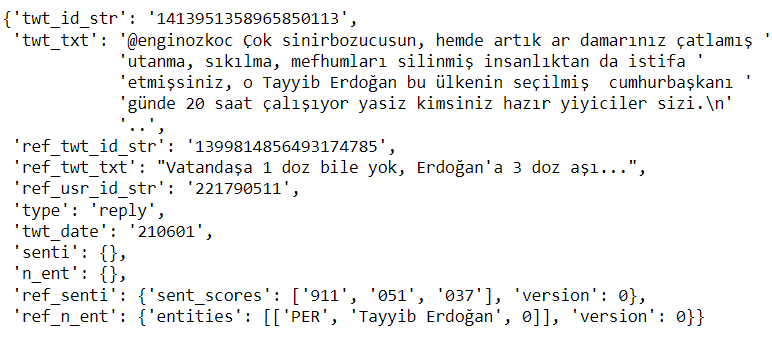 {'twt_id_str': '1413951358965850113',
'twt_txt': '@enginozkoc Çok sinirbozucusun, hemde artık ar damarınız çatlamış '
'utanma, sıkılma, mefhumları silinmiş insanlıktan da istifa '
'etmişsiniz, o Tayyib Erdoğan bu ülkenin seçilmiş  cumhurbaşkanı '
'günde 20 saat çalışıyor yasiz kimsiniz hazır yiyiciler sizi.\n'
'..',
'ref_twt_id_str': '1399814856493174785',
'ref_twt_txt': "Vatandaşa 1 doz bile yok, Erdoğan'a 3 doz aşı...",
'ref_usr_id_str': '221790511',
'type': 'reply',
'twt_date': '210601',
'senti': {},
'n_ent': {},
'ref_senti': {'sent_scores': ['911', '051', '037'], 'version': 0},
'ref_n_ent': {'entities': [['PER', 'Tayyib Erdoğan', 0]], 'version': 0}}